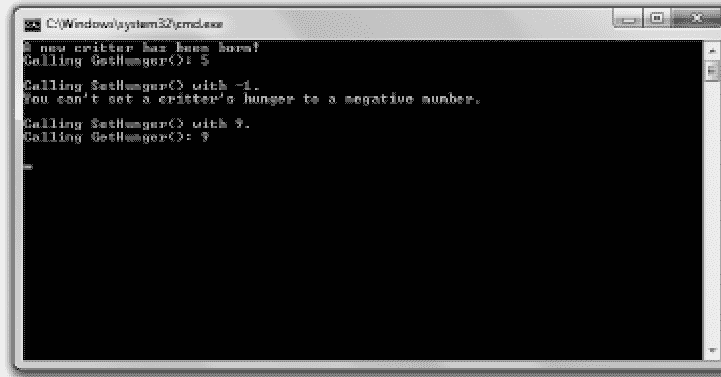 C:\Windows\system32\cmd.exe
A new critter has been born!
Calling GetHunger(): 5
Calling SetHunger() with -1.
You can't set a critter's hunger to a negative number.
Calling SetHunger() with 9.
Calling GetHunger(): 9